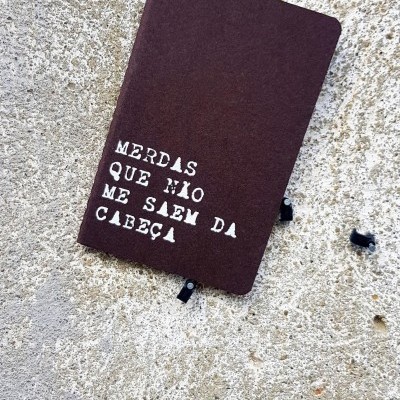 MERDAS
QUE NÃO
ME SAEM DA
CABEÇA